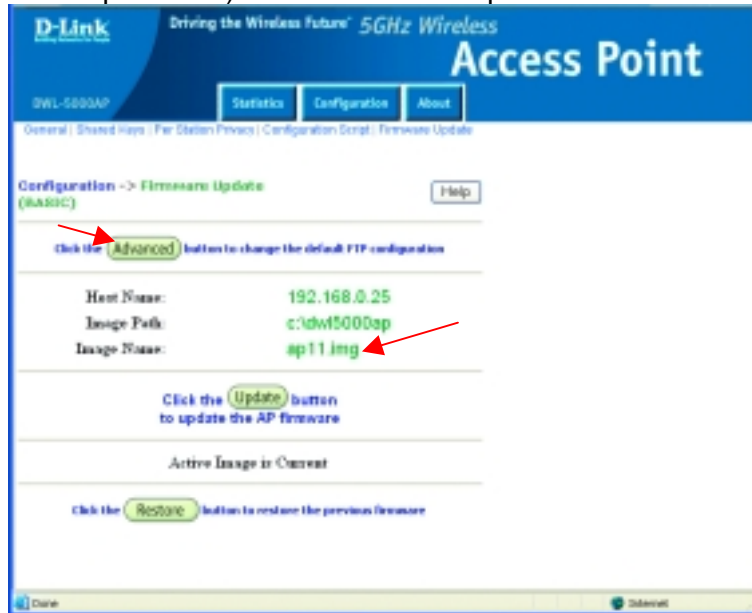 D-Link
Driving the Wireless Future 5GHz Wireless
Access Point
DWL-5000AP
Statistics Configuration About
General | Shared Keys | Per Station Privacy | Configuration Script | Firmware Update
Configuration -> Firmware Update
(BASIC)
Help
Click the Advanced button to change the default FTP configuration
Host Name: 192.168.0.25
Image Path: c:\dwl5000ap
Image Name: ap11.img
Click the Update button
to update the AP firmware
Active Image is Current
Click the Restore button to restore the previous firmware
Done Internet